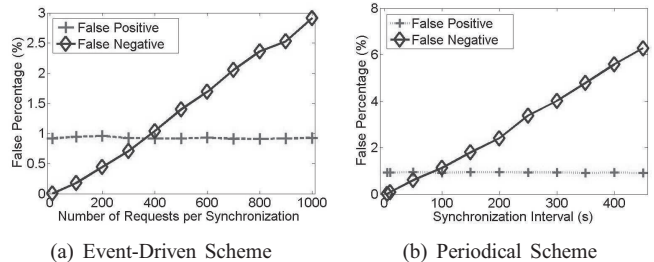 3
2.5
2
1.5
1
0.5
0
False Percentage (%)
False Positive
False Negative
0 200 400 600 800 1000
Number of Requests per Synchronization
(a) Event-Driven Scheme
8
6
4
2
0
False Percentage (%)
False Positive
False Negative
0 100 200 300 400
Synchronization Interval (s)
(b) Periodical Scheme